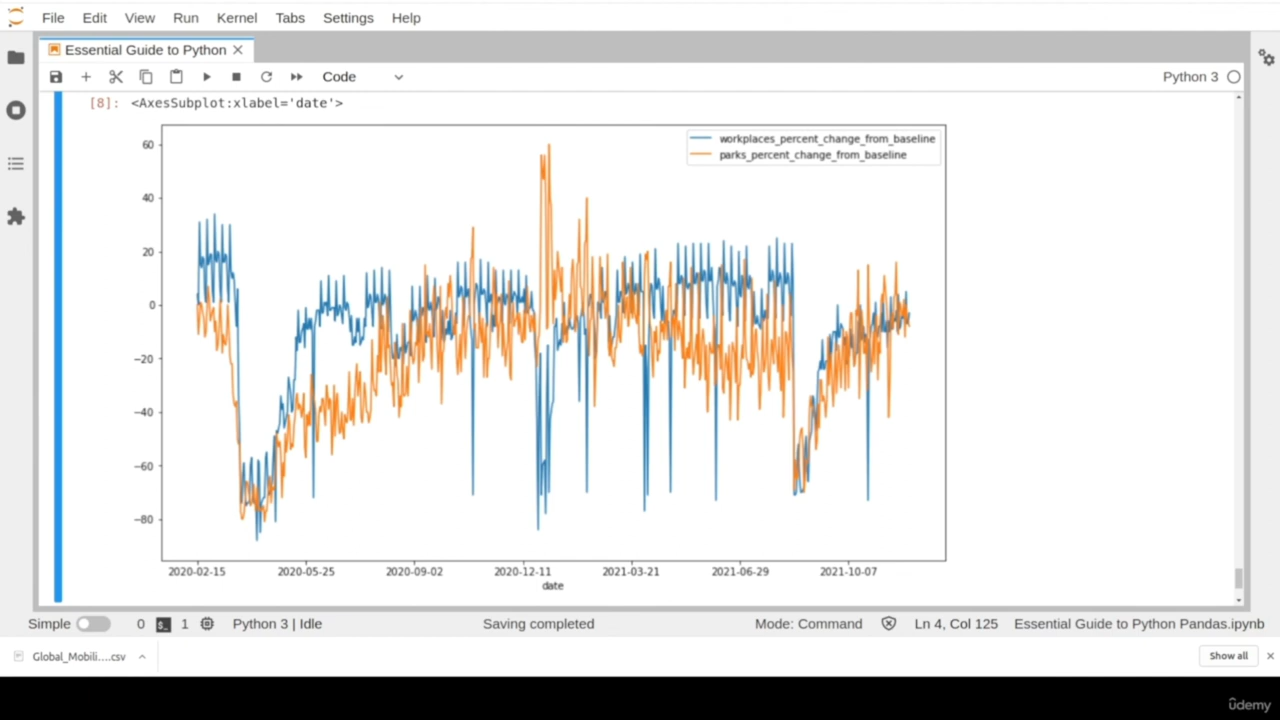 File Edit View Run Kernel Tabs Settings Help
Essential Guide to Python
Code
Python 3
[8]: <AxesSubplot:xlabel='date'>
workplaces_percent_change_from_baseline
parks_percent_change_from_baseline
60
40
20
0
−20
−40
−60
−80
2020-02-15 2020-05-25 2020-09-02 2020-12-11 2021-03-21 2021-06-29 2021-10-07
date
Simple 0 $_ 1 Python 3 | Idle Saving completed Mode: Command Ln 4, Col 125 Essential Guide to Python Pandas.ipynb
Global_Mobili....csv Show all
ûdemy